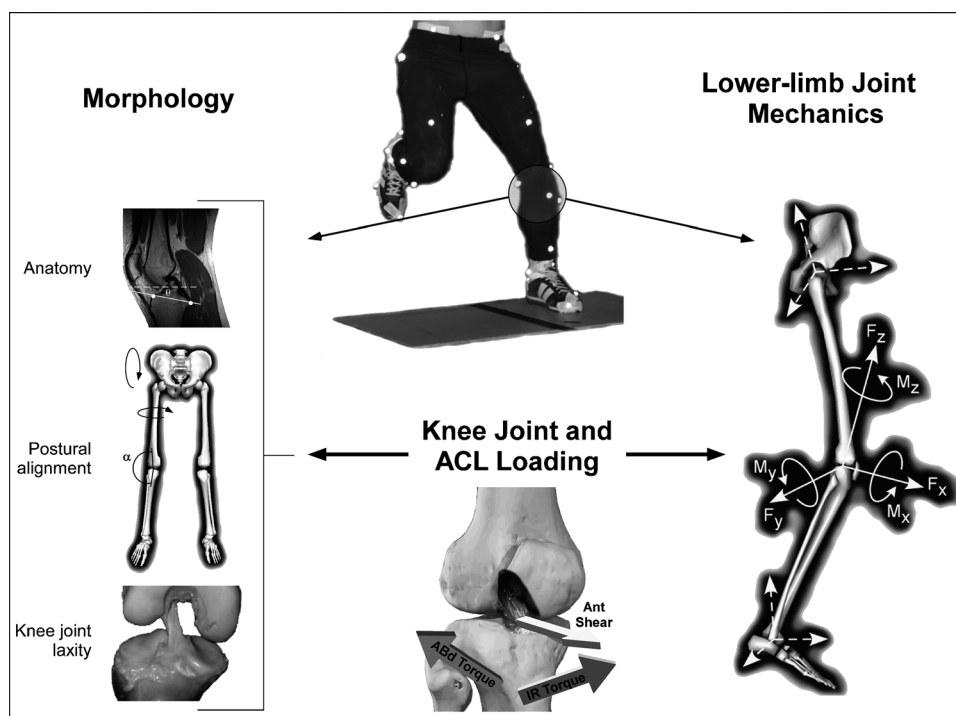 Morphology
Lower-limb Joint
Mechanics
Anatomy
θ
Postural
alignment
α
Knee joint
laxity
Knee Joint and
ACL Loading
Ant
Shear
ABd Torque
IR Torque
Fz
Mz
My
Fy
Fx
Mx